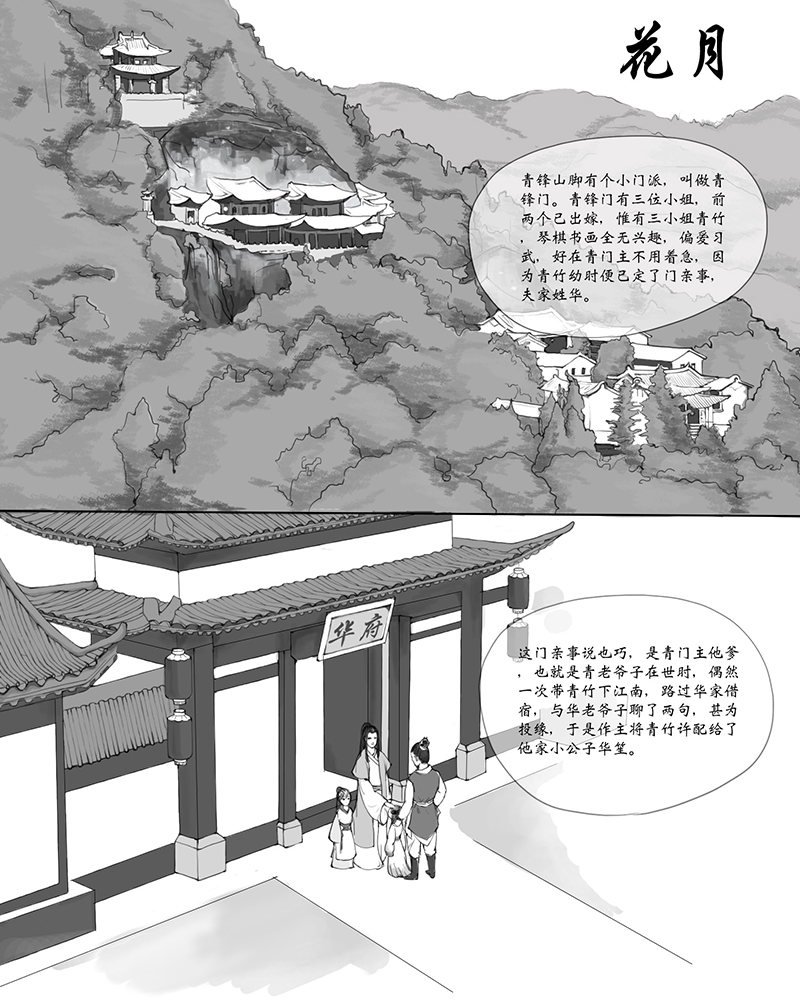 花月
青锋山脚有个小门派，叫做青
锋门。青锋门有三位小姐，前
两个已出嫁，惟有三小姐青竹
，琴棋书画全无兴趣，偏爱习
武，好在青门主不用着急，因
为青竹幼时便已定了门亲事，
夫家姓华。
华府
这门亲事说也巧，是青门主他爹
，也就是青老爷子在世时，偶然
一次带青竹下江南，路过华家借
宿，与华老爷子聊了两句，甚为
投缘，于是作主将青竹许配给了
他家小公子华笙。